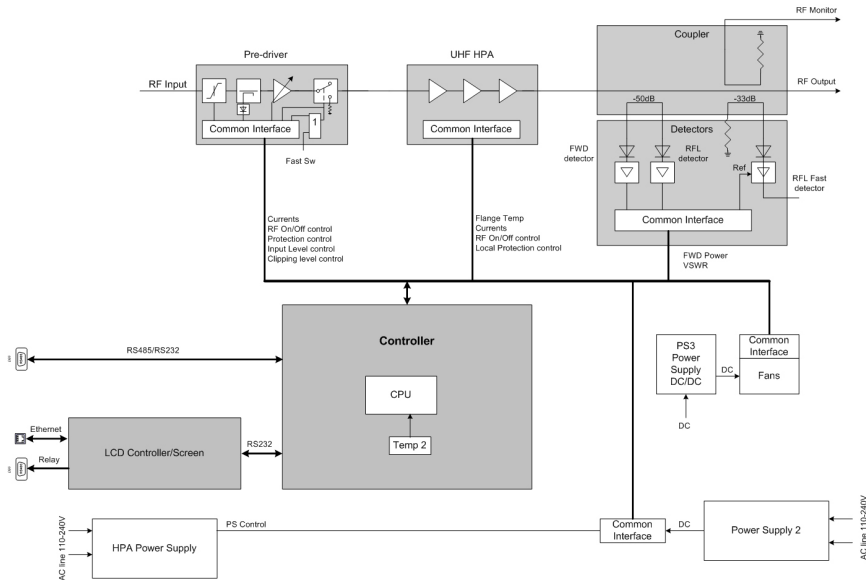 RF Monitor
Pre-driver
UHF HPA
Coupler
RF Input
RF Output
-50dB
-33dB
Common Interface
1
Common Interface
Detectors
Fast Sw
FWD
detector
RFL
detector
Ref
RFL Fast
detector
Common Interface
Currents
RF On/Off control
Protection control
Input Level control
Clipping level control
Flange Temp
Currents
RF On/Off control
Local Protection control
FWD Power
VSWR
Controller
RS485/RS232
CPU
Temp 2
PS3
Power
Supply
DC/DC
DC
DC
Common
Interface
Fans
Ethernet
Relay
LCD Controller/Screen
RS232
AC line 110-240V
HPA Power Supply
PS Control
Common
Interface
DC
Power Supply 2
AC line 110-240V